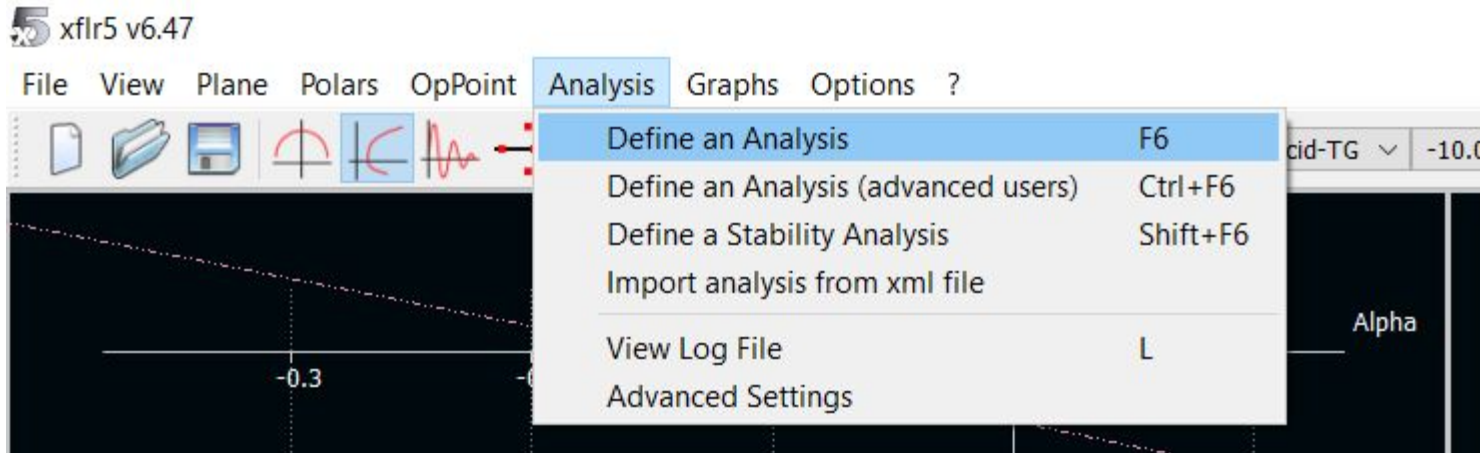 xflr5 v6.47
File View Plane Polars OpPoint Analysis Graphs Options ?
Define an Analysis F6
cid-TG -10.0
Define an Analysis (advanced users) Ctrl+F6
Define a Stability Analysis Shift+F6
Import analysis from xml file
View Log File L
Advanced Settings
Alpha
-0.3